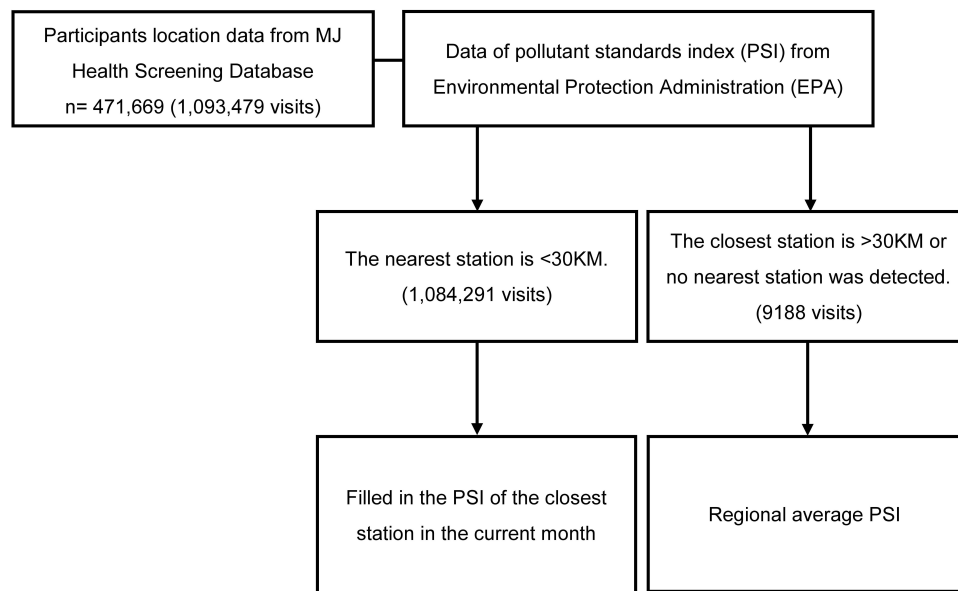 Participants location data from MJ
Health Screening Database
n= 471,669 (1,093,479 visits)
Data of pollutant standards index (PSI) from
Environmental Protection Administration (EPA)
The nearest station is <30KM.
(1,084,291 visits)
The closest station is >30KM or
no nearest station was detected.
(9188 visits)
Filled in the PSI of the closest
station in the current month
Regional average PSI